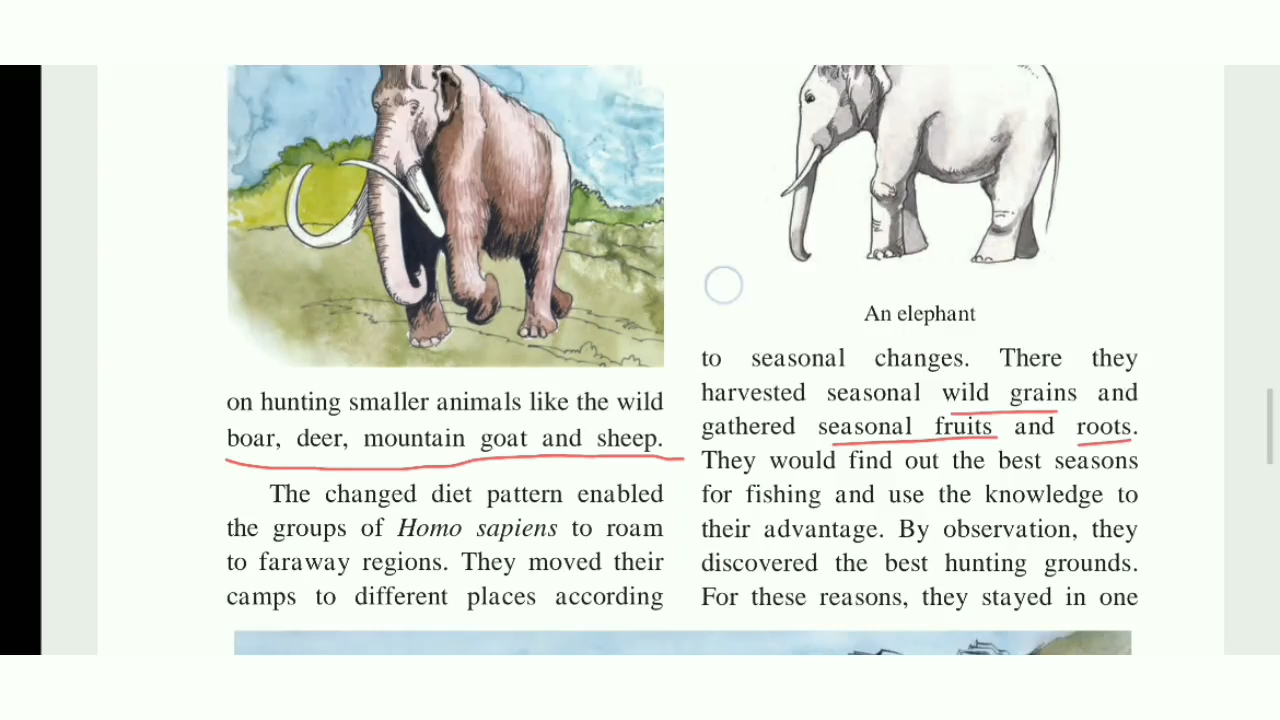 on hunting smaller animals like the wild
boar, deer, mountain goat and sheep.
The changed diet pattern enabled
the groups of Homo sapiens to roam
to faraway regions. They moved their
camps to different places according
An elephant
to seasonal changes. There they
harvested seasonal wild grains and
gathered seasonal fruits and roots.
They would find out the best seasons
for fishing and use the knowledge to
their advantage. By observation, they
discovered the best hunting grounds.
For these reasons, they stayed in one